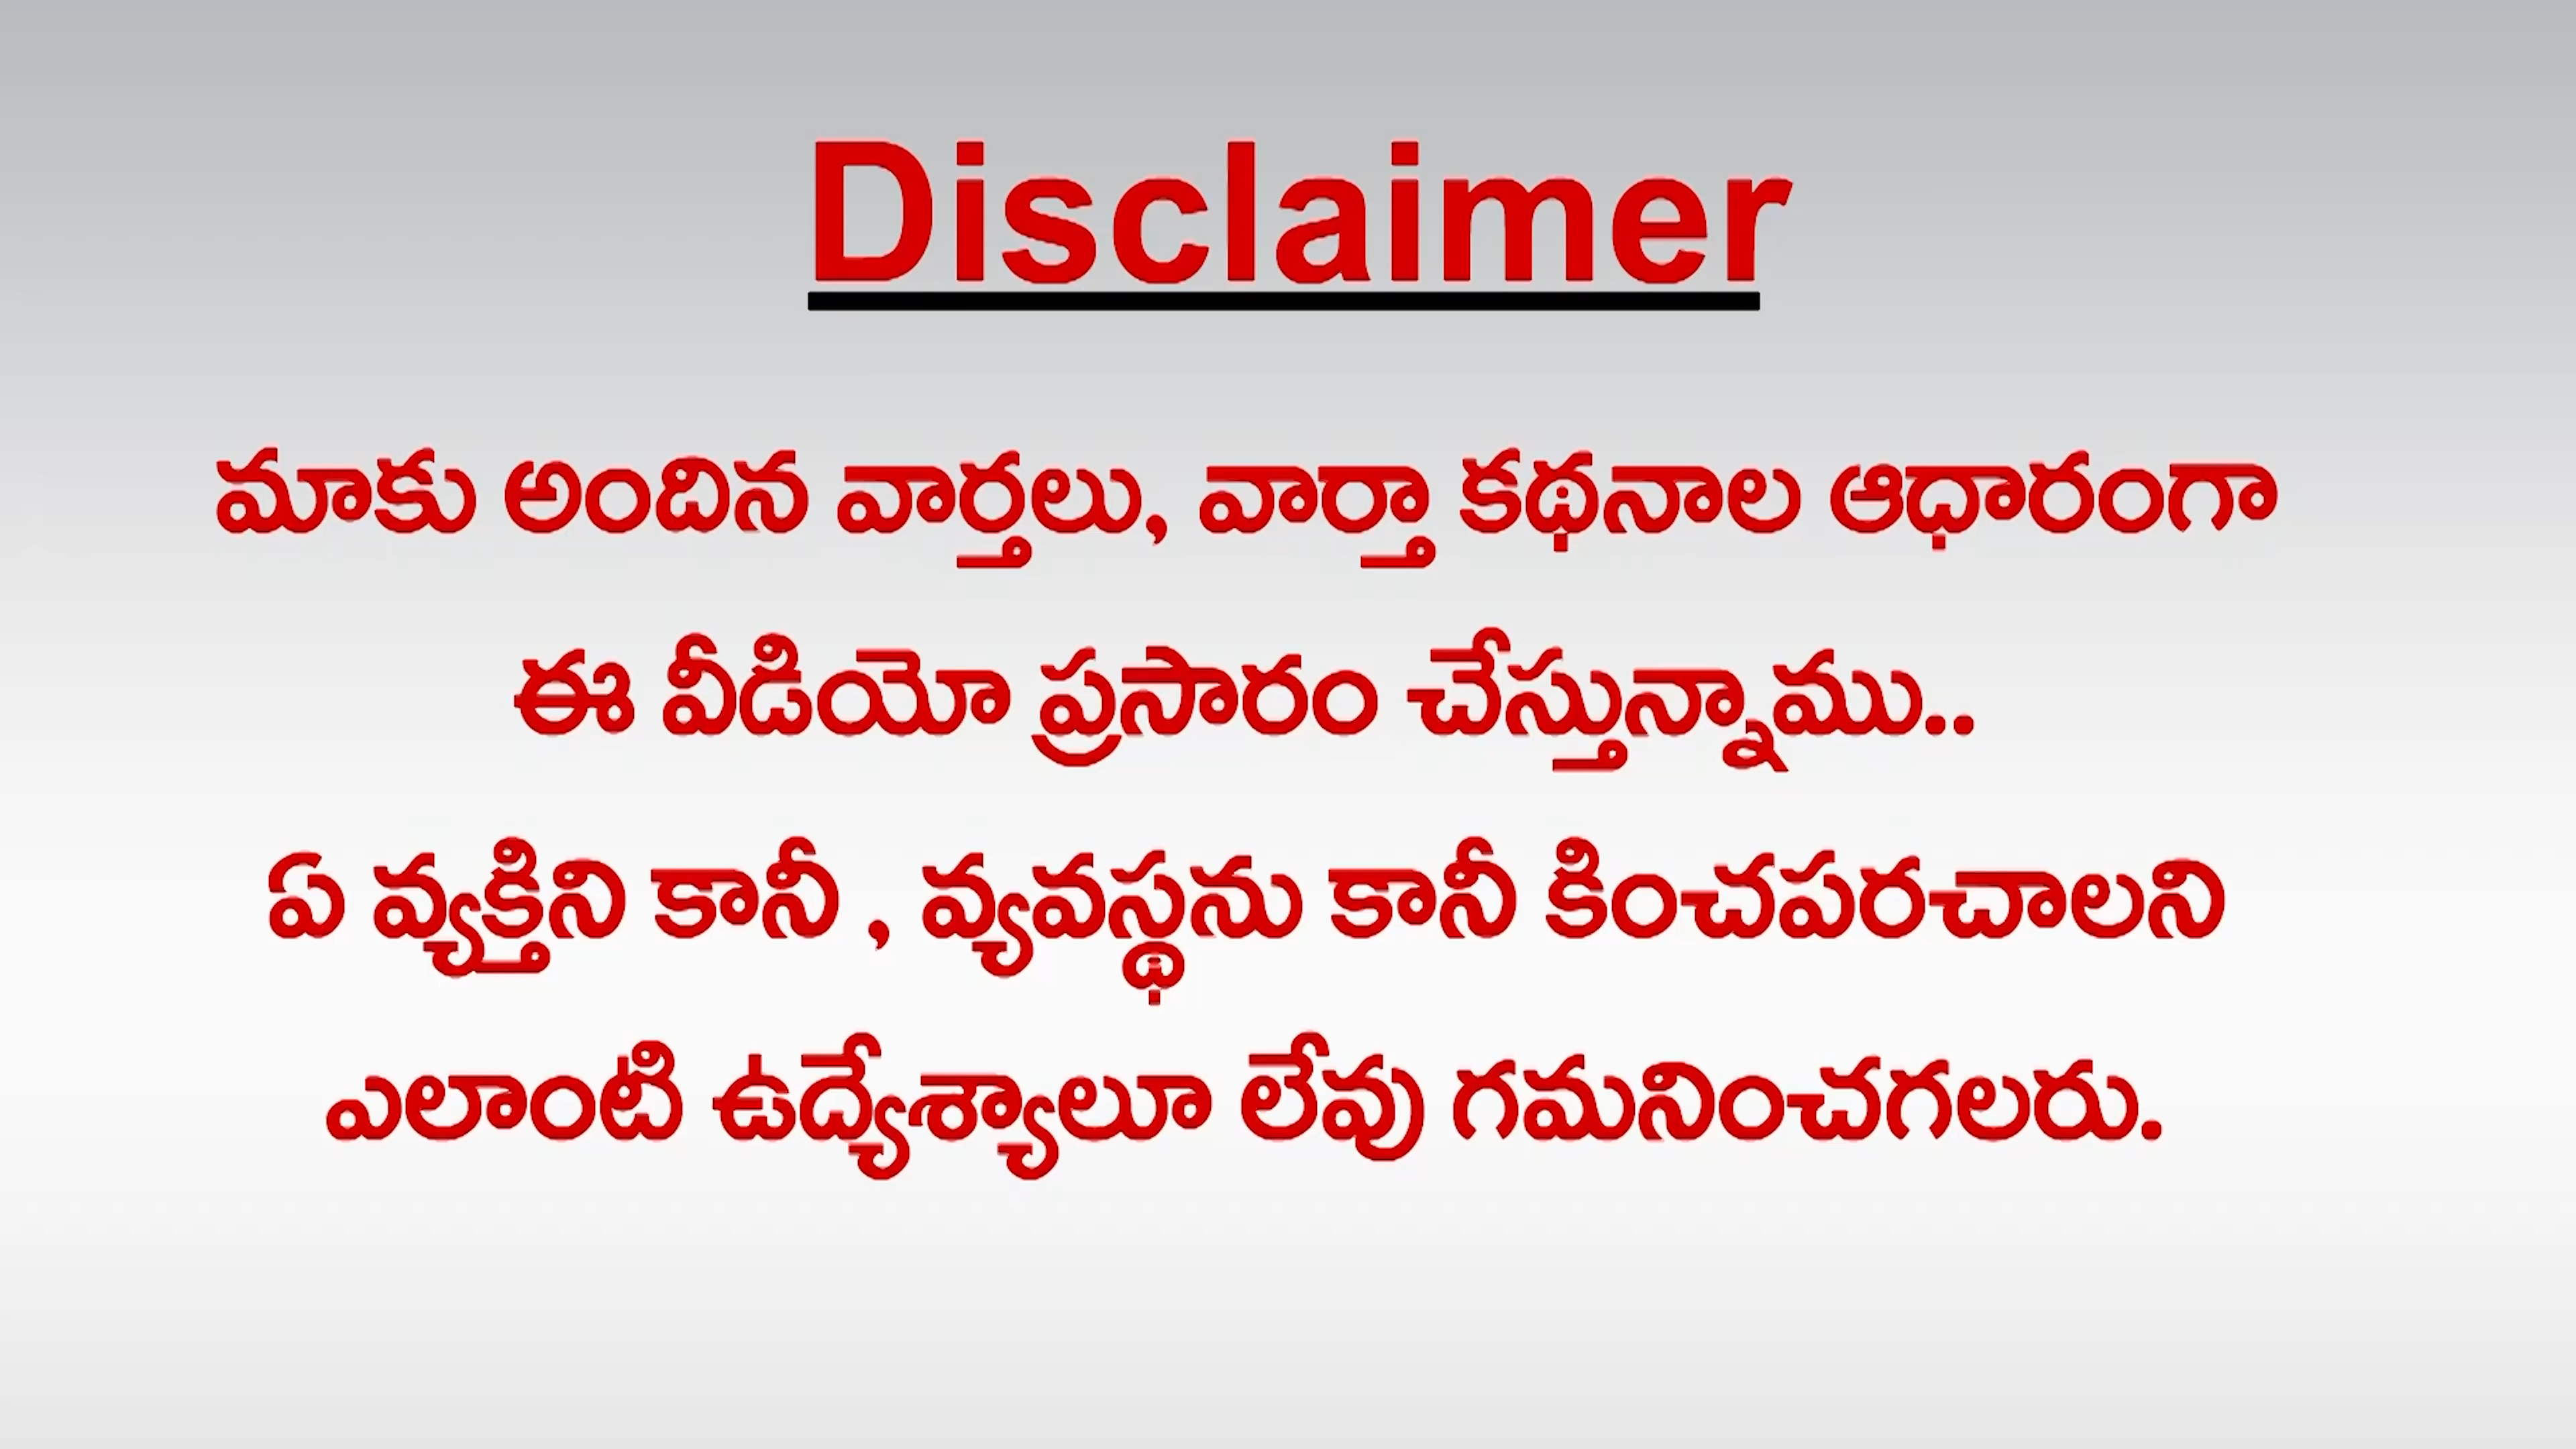 Disclaimer
మాకు అందిన వార్తలు, వార్తా కథనాల ఆధారంగా
ఈ వీడియో ప్రసారం చేస్తున్నాము..
ఏ వ్యక్తిని కానీ , వ్యవస్థను కానీ కించపరచాలని
ఎలాంటి ఉద్యేశ్యాలూ లేవు గమనించగలరు.